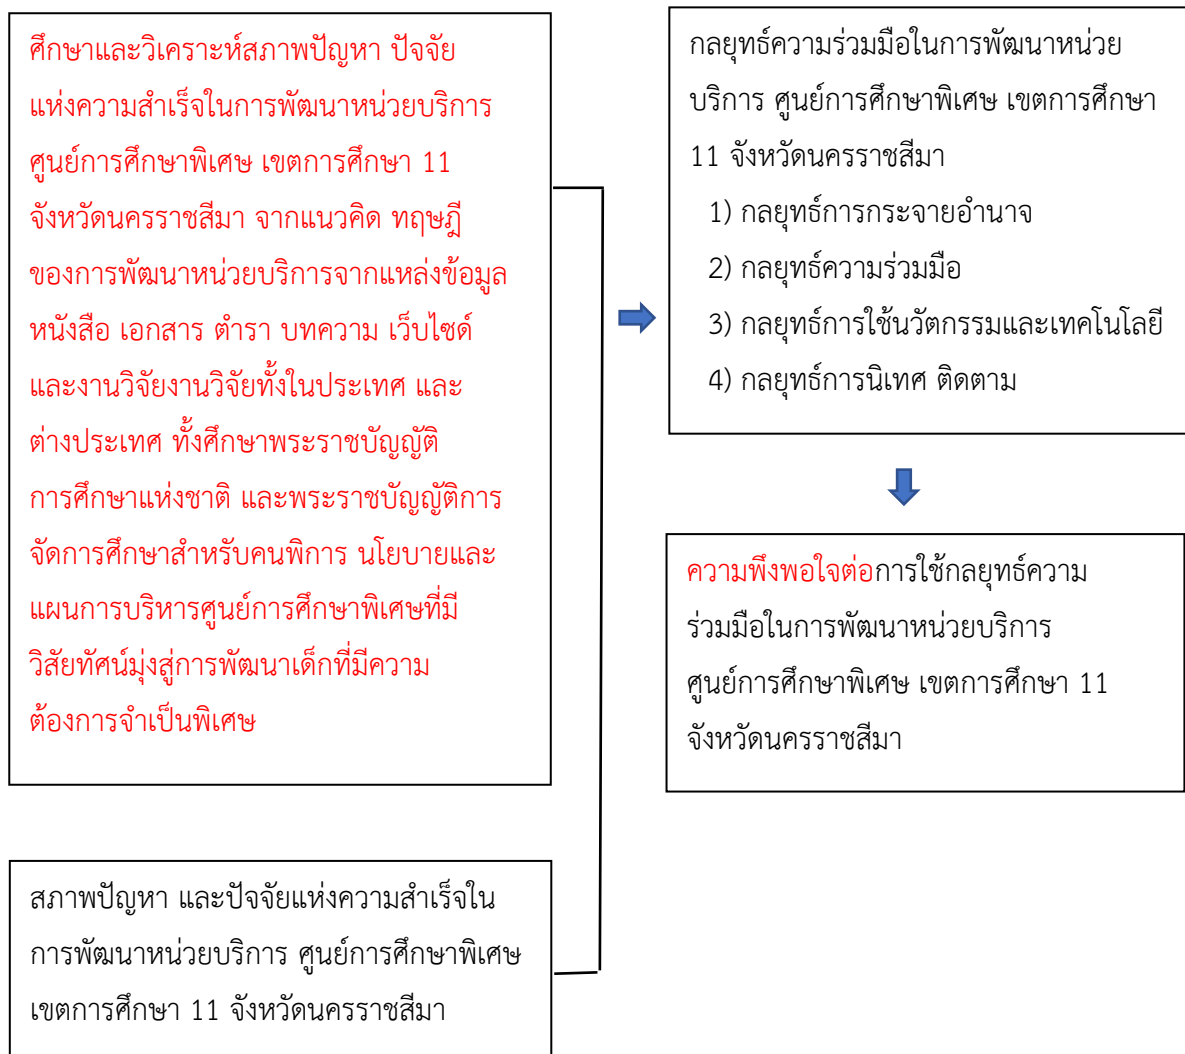 ศึกษาและวิเคราะห์สภาพปัญหา ปัจจัย
แห่งความสำเร็จในการพัฒนาหน่วยบริการ
ศูนย์การศึกษาพิเศษ เขตการศึกษา 11
จังหวัดนครราชสีมา จากแนวคิด ทฤษฎี
ของการพัฒนาหน่วยบริการจากแหล่งข้อมูล
หนังสือ เอกสาร ตำรา บทความ เว็บไซด์
และงานวิจัยงานวิจัยทั้งในประเทศ และ
ต่างประเทศ ทั้งศึกษาพระราชบัญญัติ
การศึกษาแห่งชาติ และพระราชบัญญัติการ
จัดการศึกษาสำหรับคนพิการ นโยบายและ
แผนการบริหารศูนย์การศึกษาพิเศษที่มี
วิสัยทัศน์มุ่งสู่การพัฒนาเด็กที่มีความ
ต้องการจำเป็นพิเศษ
สภาพปัญหา และปัจจัยแห่งความสำเร็จใน
การพัฒนาหน่วยบริการ ศูนย์การศึกษาพิเศษ
เขตการศึกษา 11 จังหวัดนครราชสีมา
กลยุทธ์ความร่วมมือในการพัฒนาหน่วย
บริการ ศูนย์การศึกษาพิเศษ เขตการศึกษา
11 จังหวัดนครราชสีมา
1) กลยุทธ์การกระจายอำนาจ
2) กลยุทธ์ความร่วมมือ
3) กลยุทธ์การใช้นวัตกรรมและเทคโนโลยี
4) กลยุทธ์การนิเทศ ติดตาม
ความพึงพอใจต่อการใช้กลยุทธ์ความ
ร่วมมือในการพัฒนาหน่วยบริการ
ศูนย์การศึกษาพิเศษ เขตการศึกษา 11
จังหวัดนครราชสีมา